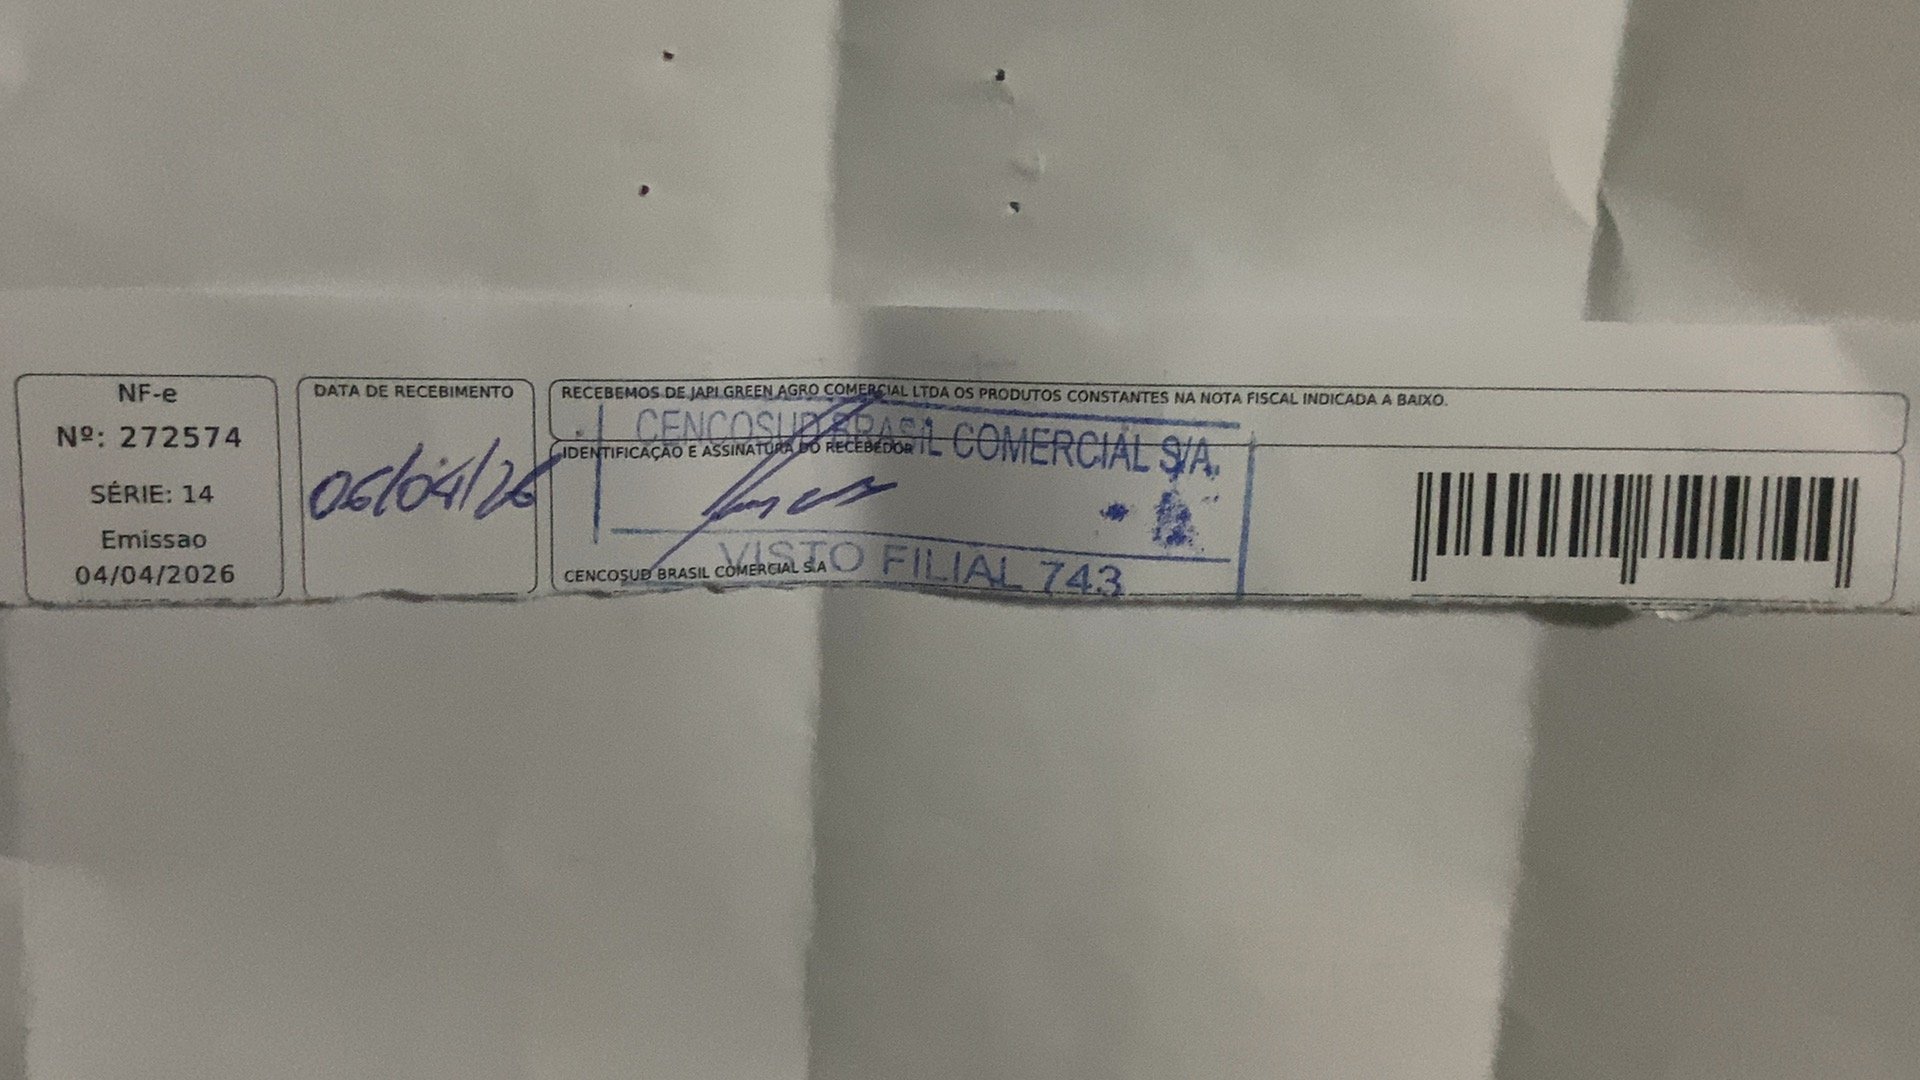 NF-e
Nº: 272574
SÉRIE: 14
Emissao
04/04/2026
DATA DE RECEBIMENTO
06/04/26
RECEBEMOS DE JAPI GREEN AGRO COMERCIAL LTDA OS PRODUTOS CONSTANTES NA NOTA FISCAL INDICADA A BAIXO.
CENCOSUD BRASIL COMERCIAL S/A.
IDENTIFICAÇÃO E ASSINATURA DO RECEBEDOR
VISTO FILIAL 743
CENCOSUD BRASIL COMERCIAL S.A